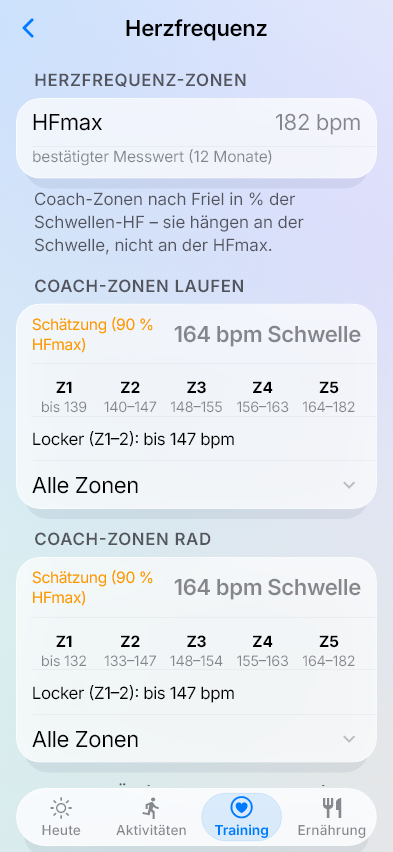 Herzfrequenz
HERZFREQUENZ-ZONEN
HFmax 182 bpm
bestätigter Messwert (12 Monate)
Coach-Zonen nach Friel in % der
Schwellen-HF – sie hängen an der
Schwelle, nicht an der HFmax.
COACH-ZONEN LAUFEN
Schätzung (90 %
HFmax)
164 bpm Schwelle
Z1 Z2 Z3 Z4 Z5
bis 139 140–147 148–155 156–163 164–182
Locker (Z1–2): bis 147 bpm
Alle Zonen
COACH-ZONEN RAD
Schätzung (90 %
HFmax)
164 bpm Schwelle
Z1 Z2 Z3 Z4 Z5
bis 132 133–147 148–154 155–163 164–182
Locker (Z1–2): bis 147 bpm
Alle Zonen
Heute Aktivitäten Training Ernährung